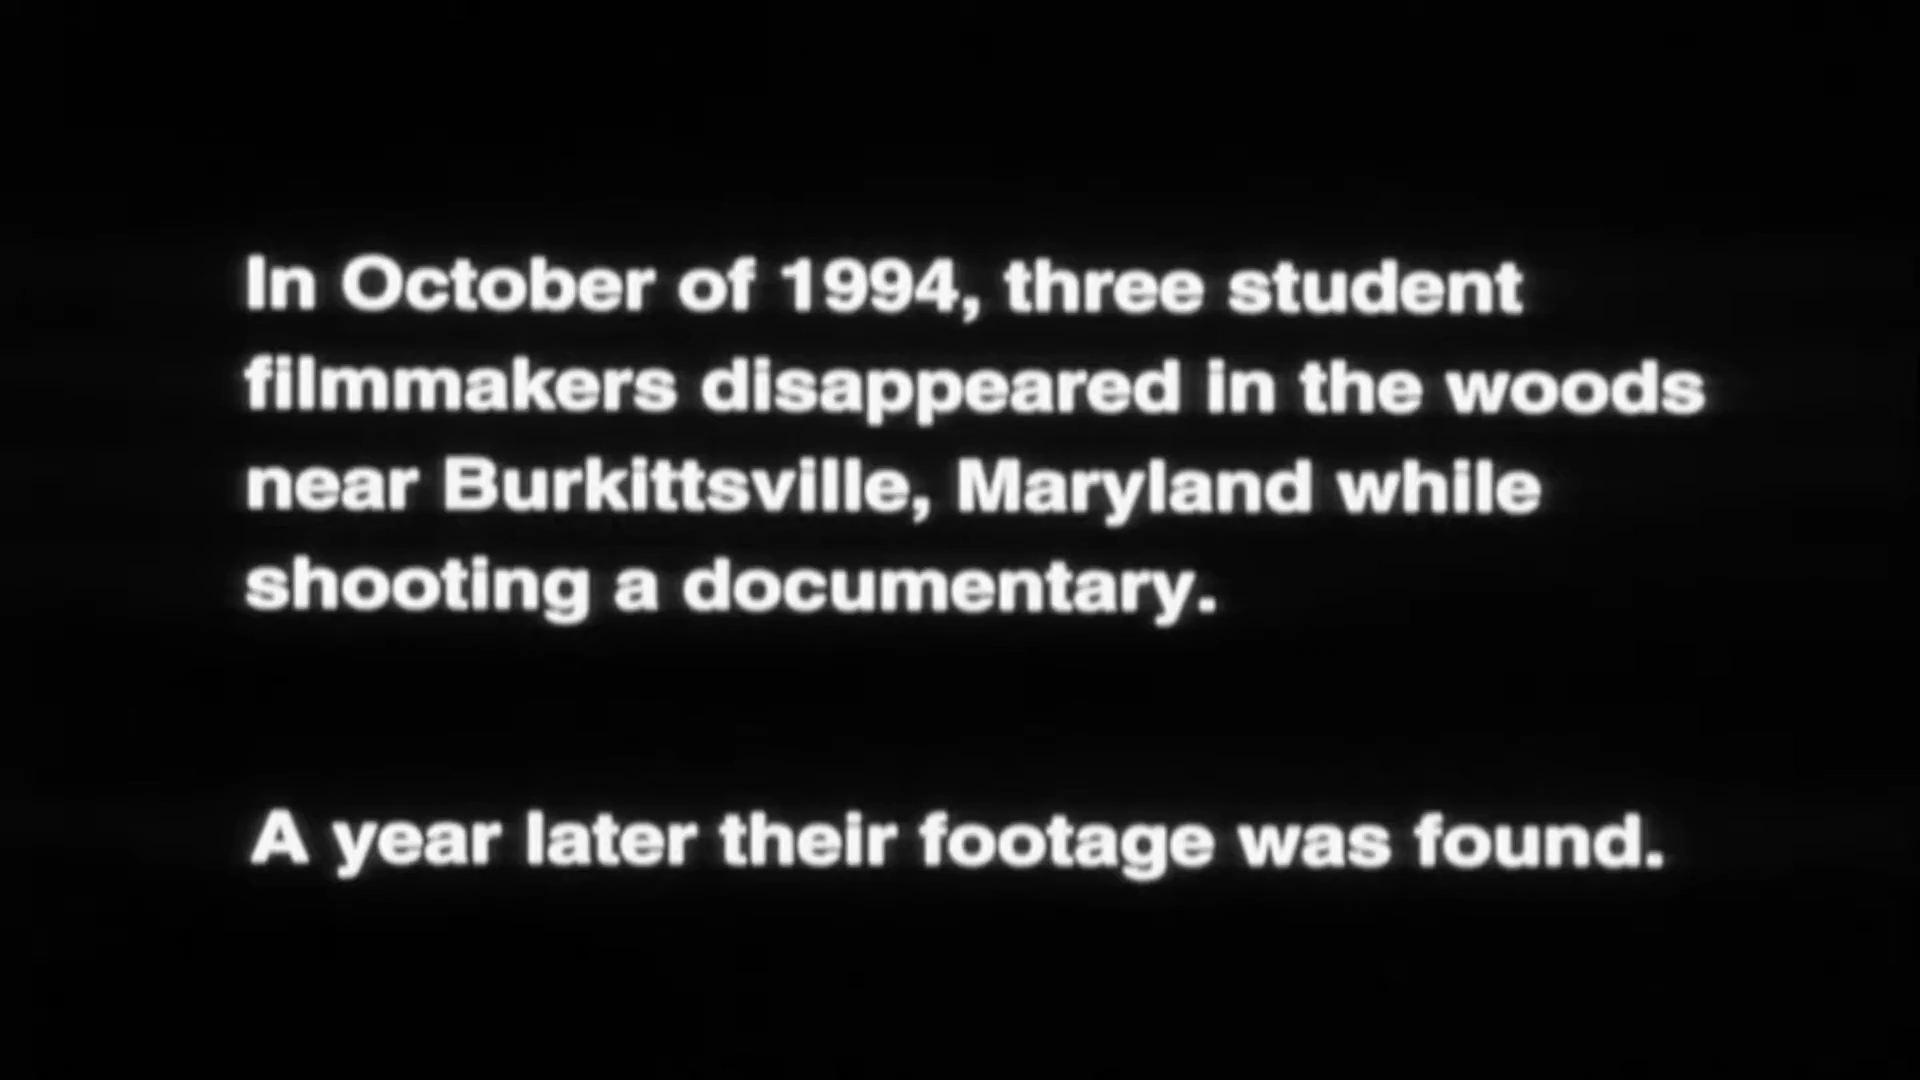 In October of 1994, three student
filmmakers disappeared in the woods
near Burkittsville, Maryland while
shooting a documentary.
A year later their footage was found.